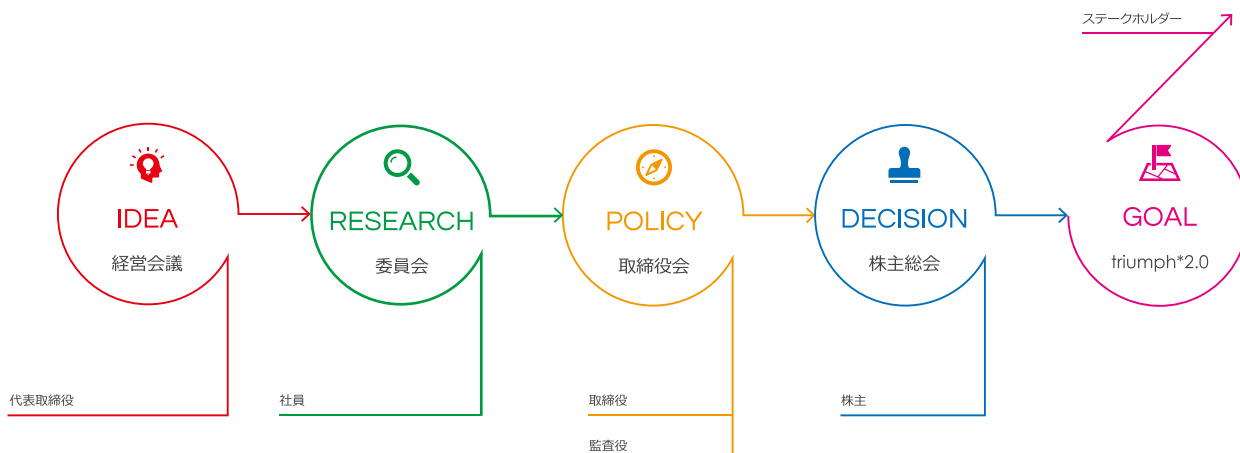 ステークホルダー
IDEA
経営会議
RESEARCH
委員会
POLICY
取締役会
DECISION
株主総会
GOAL
triumph*2.0
代表取締役
社員
取締役
株主
監査役